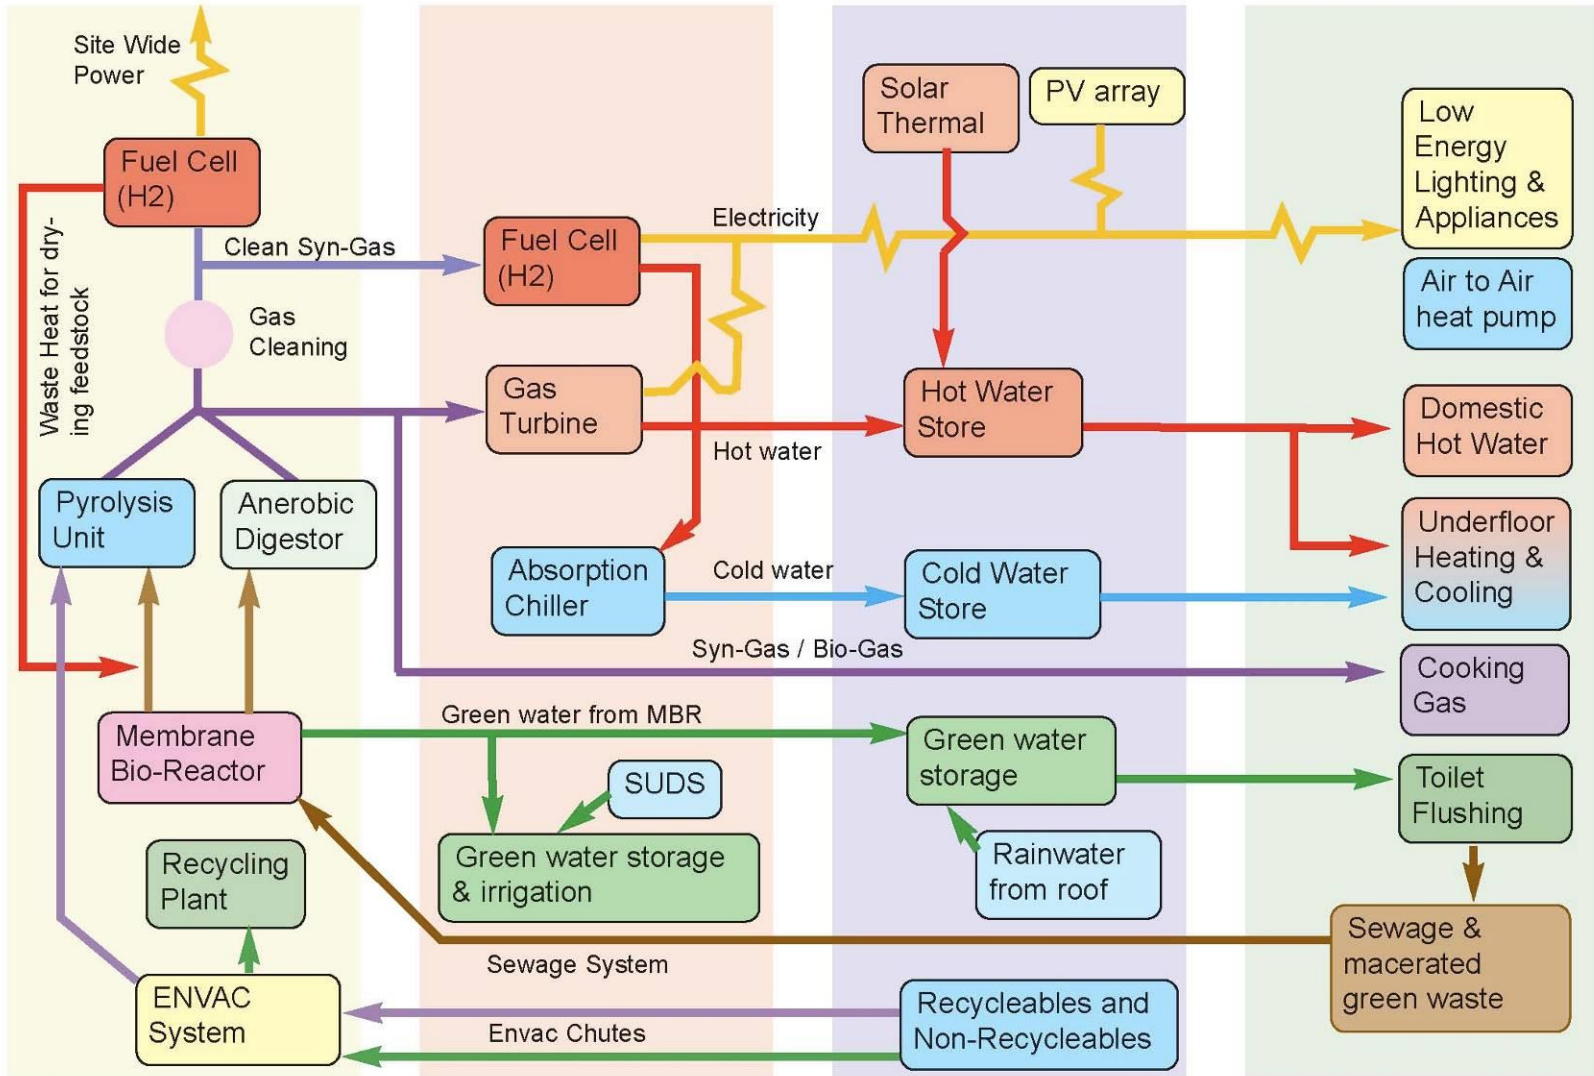 Site Wide
Power
Fuel Cell
(H2)
Waste Heat for dry-
ing feedstock
Clean Syn-Gas
Gas
Cleaning
Pyrolysis
Unit
Anerobic
Digestor
Membrane
Bio-Reactor
Recycling
Plant
ENVAC
System
Fuel Cell
(H2)
Electricity
Gas
Turbine
Hot water
Absorption
Chiller
Cold water
Syn-Gas / Bio-Gas
Green water from MBR
SUDS
Green water storage
& irrigation
Sewage System
Envac Chutes
Solar
Thermal
PV array
Hot Water
Store
Cold Water
Store
Green water
storage
Rainwater
from roof
Recycleables and
Non-Recycleables
Low
Energy
Lighting &
Appliances
Air to Air
heat pump
Domestic
Hot Water
Underfloor
Heating &
Cooling
Cooking
Gas
Toilet
Flushing
Sewage &
macerated
green waste